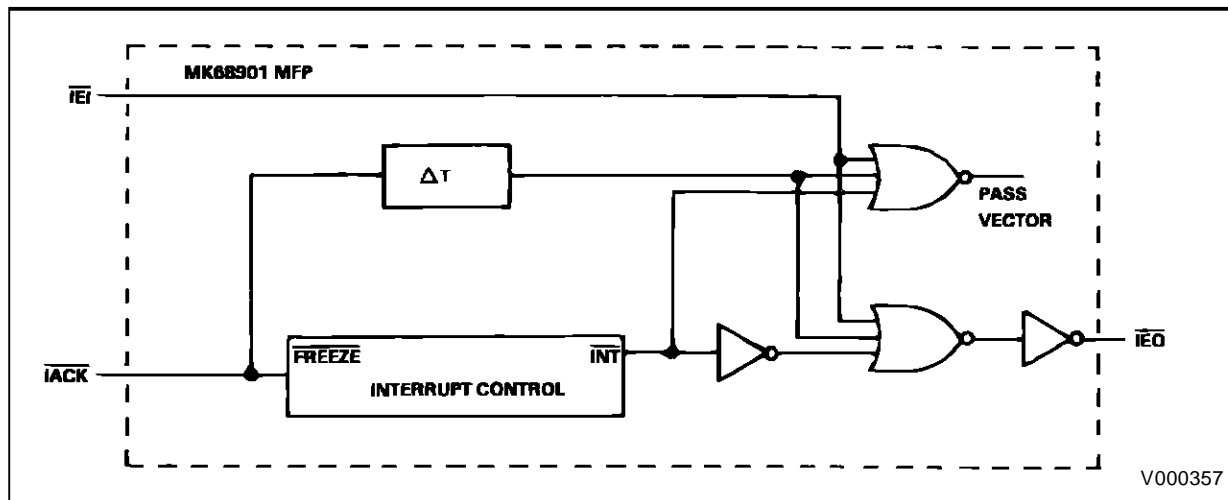 MK68901 MFP
IEI
ΔT
PASS
VECTOR
FREEZE
INT
IEO
IACK
INTERRUPT CONTROL
V000357